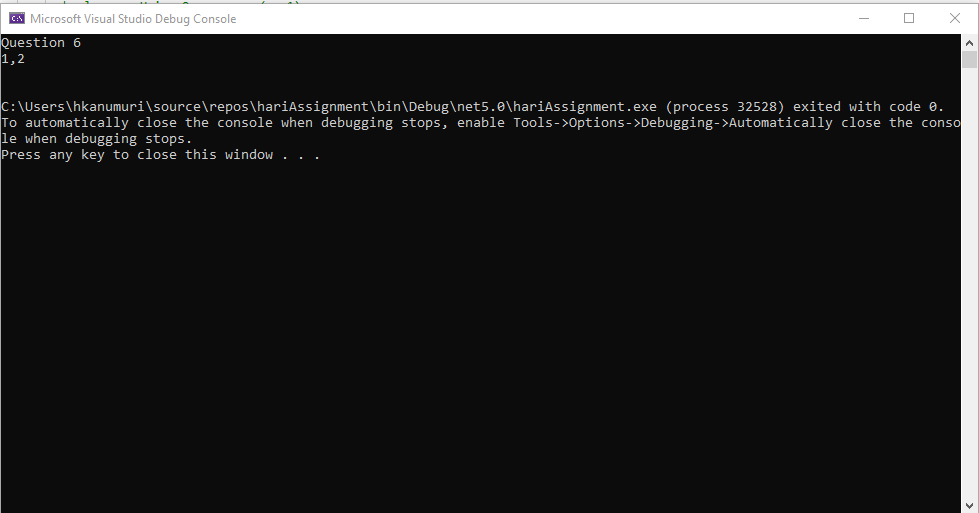 Microsoft Visual Studio Debug Console
Question 6
1,2
C:\Users\hkanumuri\source\repos\hariAssignment\bin\Debug\net5.0\hariAssignment.exe (process 32528) exited with code 0.
To automatically close the console when debugging stops, enable Tools->Options->Debugging->Automatically close the conso
le when debugging stops.
Press any key to close this window . . .